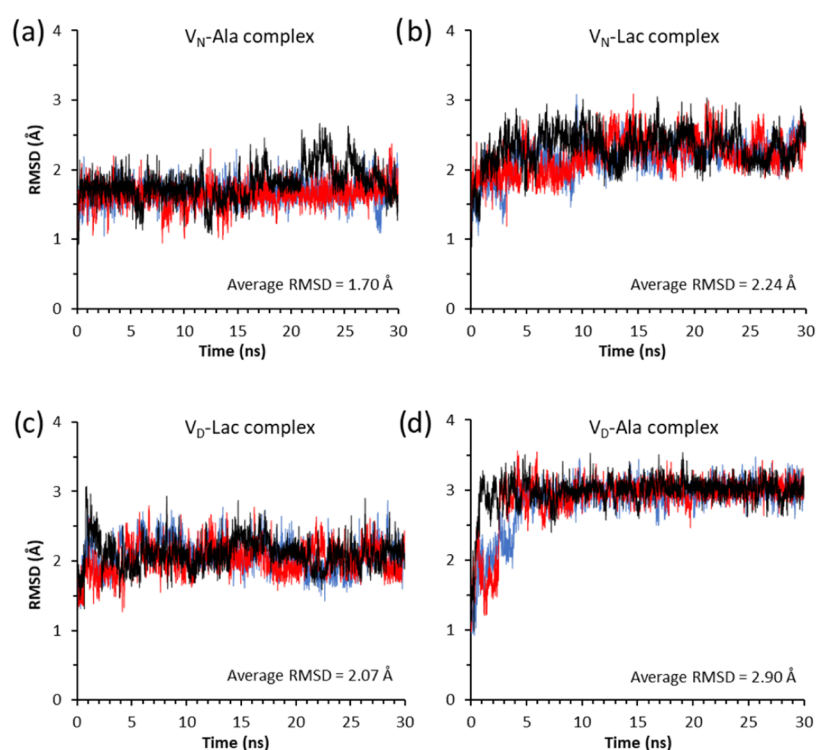 (a)
V_N-Ala complex
RMSD (Å)
4
3
2
1
0
Average RMSD = 1.70 Å
0 5 10 15 20 25 30
Time (ns)
(b)
V_N-Lac complex
4
3
2
1
0
Average RMSD = 2.24 Å
0 5 10 15 20 25 30
Time (ns)
(c)
V_D-Lac complex
RMSD (Å)
4
3
2
1
0
Average RMSD = 2.07 Å
0 5 10 15 20 25 30
Time (ns)
(d)
V_D-Ala complex
4
3
2
1
0
Average RMSD = 2.90 Å
0 5 10 15 20 25 30
Time (ns)